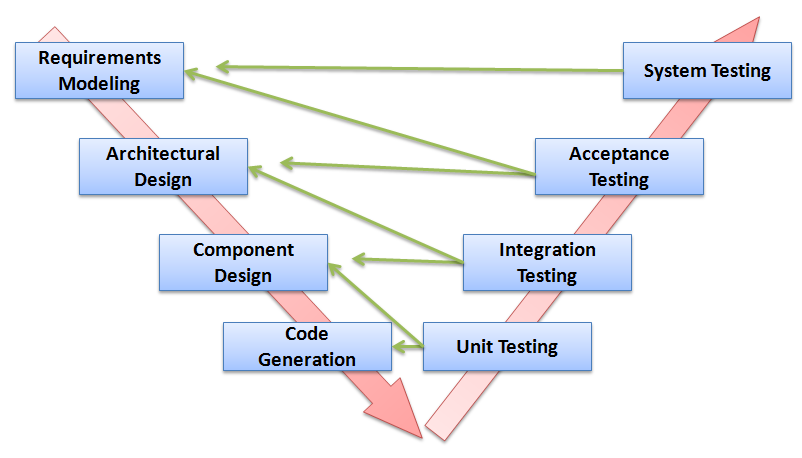 Requirements
Modeling
System Testing
Architectural
Design
Acceptance
Testing
Component
Design
Integration
Testing
Code
Generation
Unit Testing